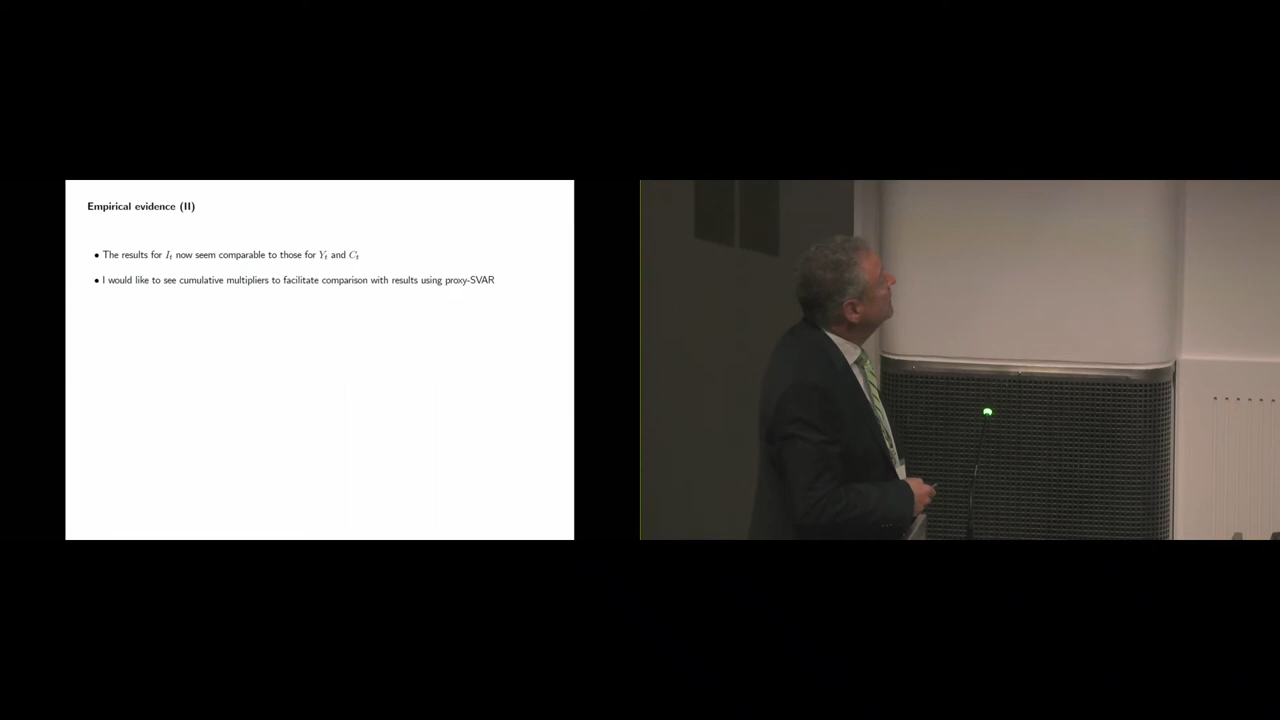 Empirical evidence (II)
• The results for I_t now seem comparable to those for Y_t and C_t
• I would like to see cumulative multipliers to facilitate comparison with results using proxy-SVAR